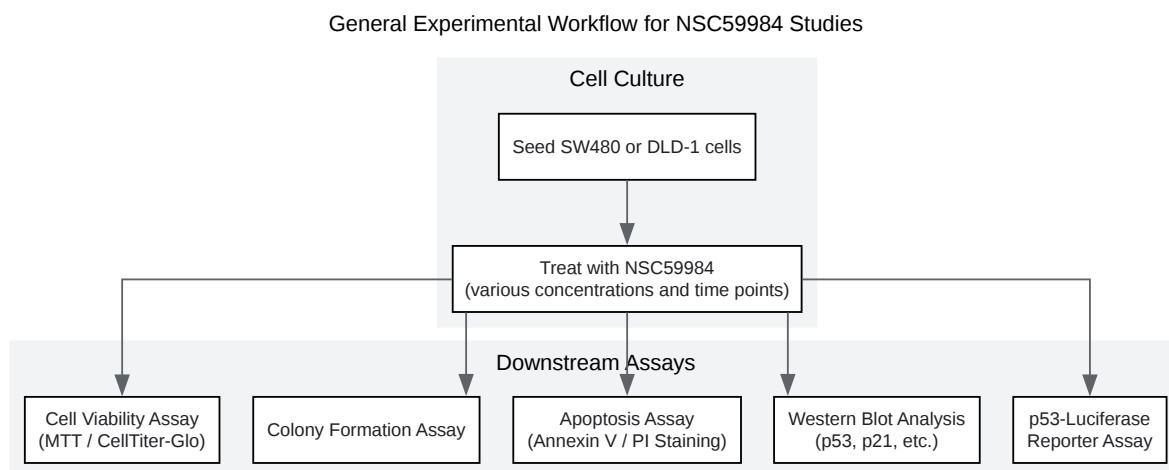 General Experimental Workflow for NSC59984 Studies
Cell Culture
Seed SW480 or DLD-1 cells
Treat with NSC59984
(various concentrations and time points)
Downstream Assays
Cell Viability Assay
(MTT / CellTiter-Glo)
Colony Formation Assay
Apoptosis Assay
(Annexin V / PI Staining)
Western Blot Analysis
(p53, p21, etc.)
p53-Luciferase
Reporter Assay